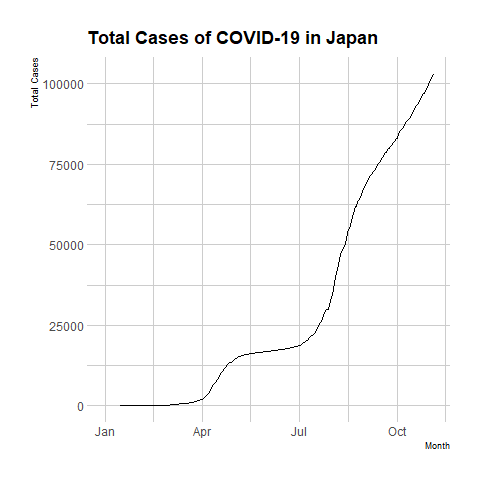 Total Cases of COVID-19 in Japan
Total Cases
100000
75000
50000
25000
0
Jan Apr Jul Oct
Month